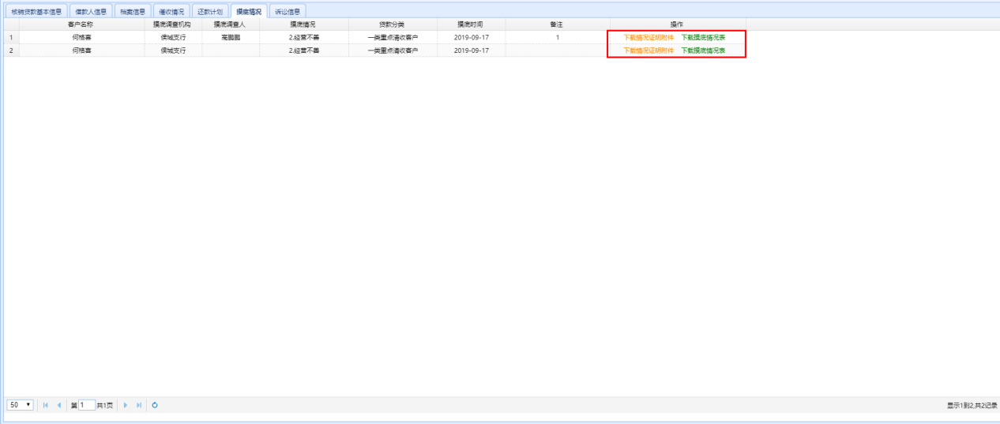 核销贷款基本信息 借款人信息 档案信息 催收情况 还款计划 摸底情况 诉讼信息
客户名称 摸底调查机构 摸底调查人 摸底情况 贷款分类 摸底时间 备注 操作
1 何格喜 侯城支行 高鹏鹏 2.经营不善 一类重点清收客户 2019-09-17 1 下载情况证明附件 下载摸底情况表
2 何格喜 侯城支行 2.经营不善 一类重点清收客户 2019-09-17 下载情况证明附件 下载摸底情况表
50 第 1 共1页 显示1到2,共2记录